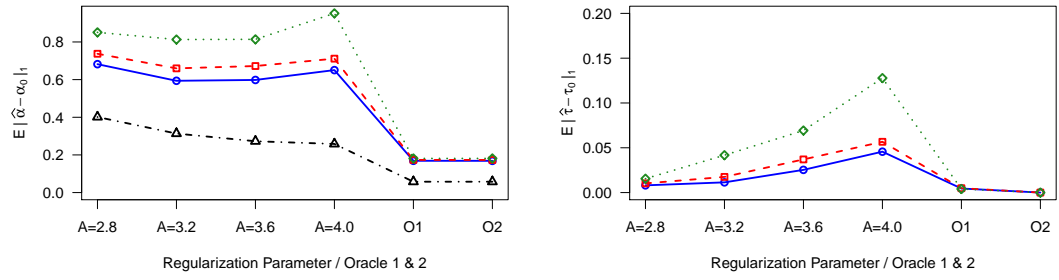 E | α̂ − α₀ |₁
0.8
0.6
0.4
0.2
0.0
A=2.8 A=3.2 A=3.6 A=4.0 O1 O2
Regularization Parameter / Oracle 1 & 2
E | τ̂ − τ₀ |₁
0.20
0.15
0.10
0.05
0.00
A=2.8 A=3.2 A=3.6 A=4.0 O1 O2
Regularization Parameter / Oracle 1 & 2